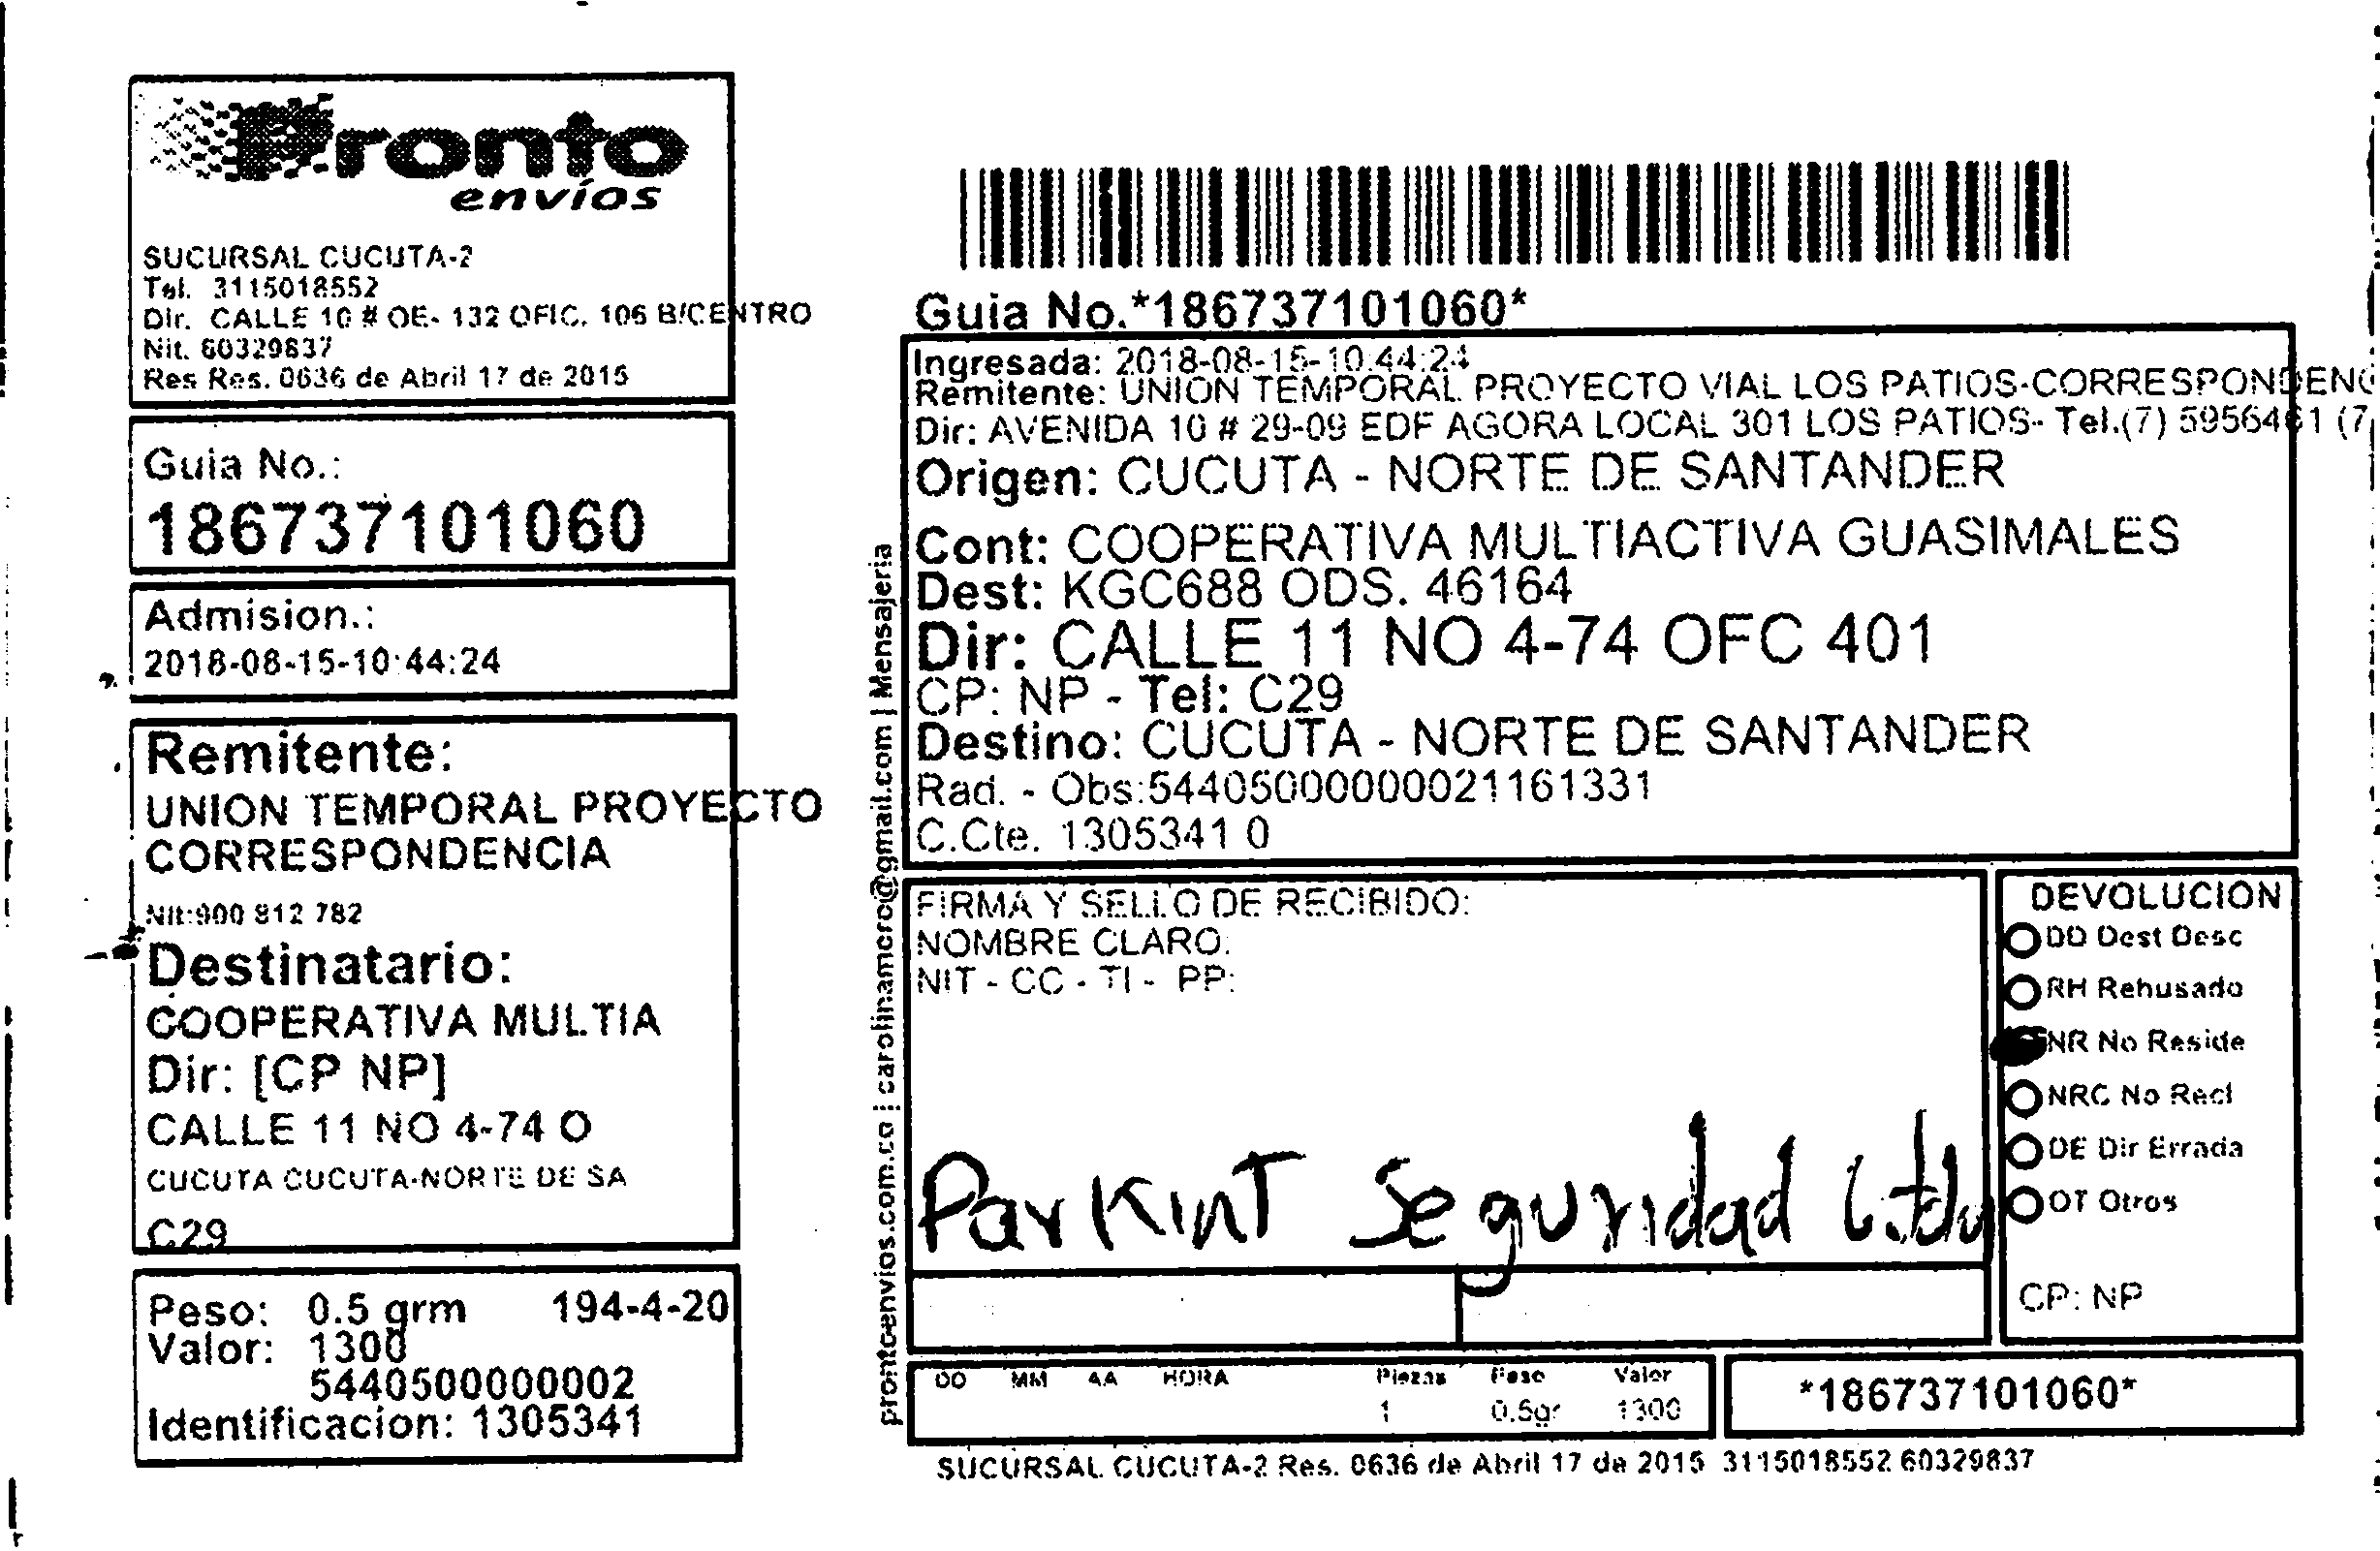 Pronto
envíos
SUCURSAL CUCUTA-2
Tel. 3115018552
Dir. CALLE 10 # OE- 132 OFIC. 106 B/CENTRO
Nit. 60329837
Res Res. 0636 de Abril 17 de 2015
Guia No.:
186737101060
Admision.:
2018-08-15-10:44:24
Remitente:
UNION TEMPORAL PROYECTO
CORRESPONDENCIA
Nit:900 812 782
Destinatario:
COOPERATIVA MULTIA
Dir: [CP NP]
CALLE 11 NO 4-74 O
CUCUTA CUCUTA-NORTE DE SA
C29
Peso: 0.5 grm 194-4-20
Valor: 1300
5440500000002
Identificacion: 1305341
prontoenvios.com.co | carolinamero@gmail.com | Mensajeria
Guia No.*186737101060*
Ingresada: 2018-08-15-10:44:24
Remitente: UNION TEMPORAL PROYECTO VIAL LOS PATIOS-CORRESPONDENC
Dir: AVENIDA 10 # 29-09 EDF AGORA LOCAL 301 LOS PATIOS- Tel.(7) 5956461 (7
Origen: CUCUTA - NORTE DE SANTANDER
Cont: COOPERATIVA MULTIACTIVA GUASIMALES
Dest: KGC688 ODS. 46164
Dir: CALLE 11 NO 4-74 OFC 401
CP: NP - Tel: C29
Destino: CUCUTA - NORTE DE SANTANDER
Rad. - Obs:544050000000021161331
C.Cte. 1305341 0
FIRMA Y SELLO DE RECIBIDO:
NOMBRE CLARO:
NIT - CC - TI - PP:
ParKinT Seguridad Ltda
DEVOLUCION
DD Dest Desc
RH Rehusado
NR No Reside
NRC No Recl
DE Dir Errada
OT Otros
CP: NP
DD MM AA HORA Piezas Peso Valor
1 0.5gr 1300
*186737101060*
SUCURSAL CUCUTA-2 Res. 0636 de Abril 17 de 2015 3115018552 60329837